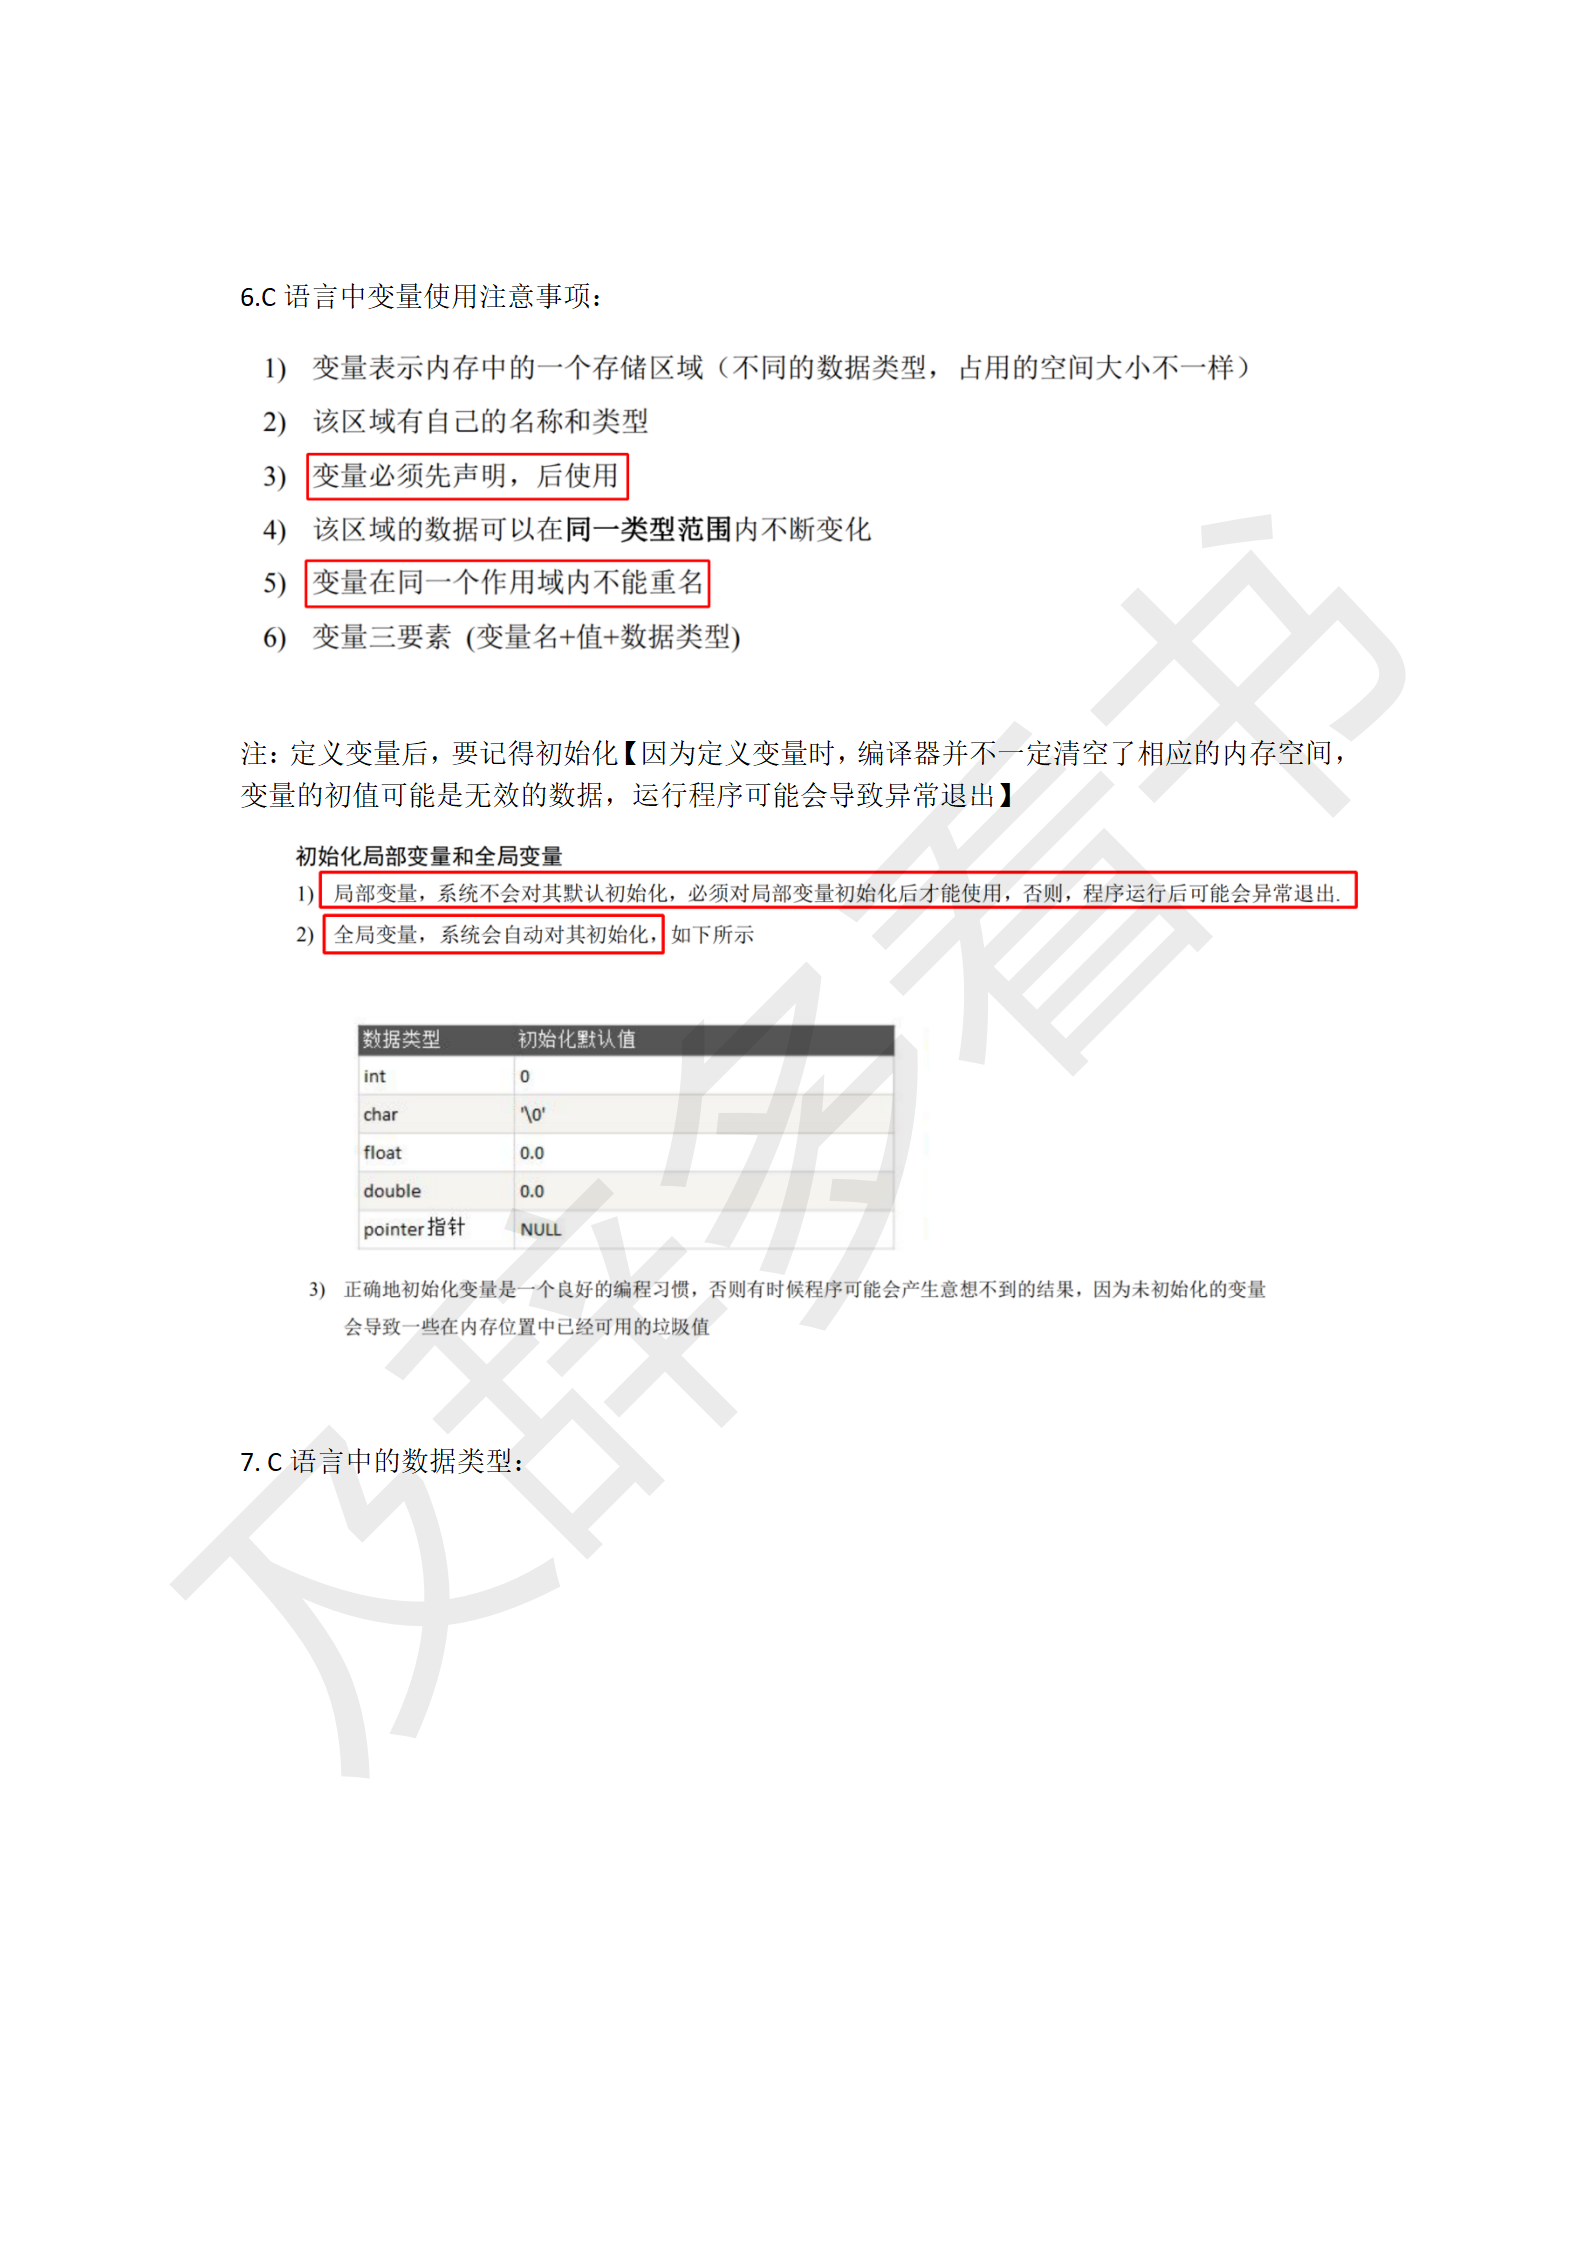 6.C 语言中变量使用注意事项：
1) 变量表示内存中的一个存储区域（不同的数据类型，占用的空间大小不一样）
2) 该区域有自己的名称和类型
3) 变量必须先声明，后使用
4) 该区域的数据可以在同一类型范围内不断变化
5) 变量在同一个作用域内不能重名
6) 变量三要素 (变量名+值+数据类型)
注：定义变量后，要记得初始化【因为定义变量时，编译器并不一定清空了相应的内存空间，
变量的初值可能是无效的数据，运行程序可能会导致异常退出】
初始化局部变量和全局变量
1) 局部变量，系统不会对其默认初始化，必须对局部变量初始化后才能使用，否则，程序运行后可能会异常退出.
2) 全局变量，系统会自动对其初始化，如下所示
数据类型 初始化默认值
int 0
char '\0'
float 0.0
double 0.0
pointer指针 NULL
3) 正确地初始化变量是一个良好的编程习惯，否则有时候程序可能会产生意想不到的结果，因为未初始化的变量
会导致一些在内存位置中已经可用的垃圾值
7. C 语言中的数据类型：
及辞多看书